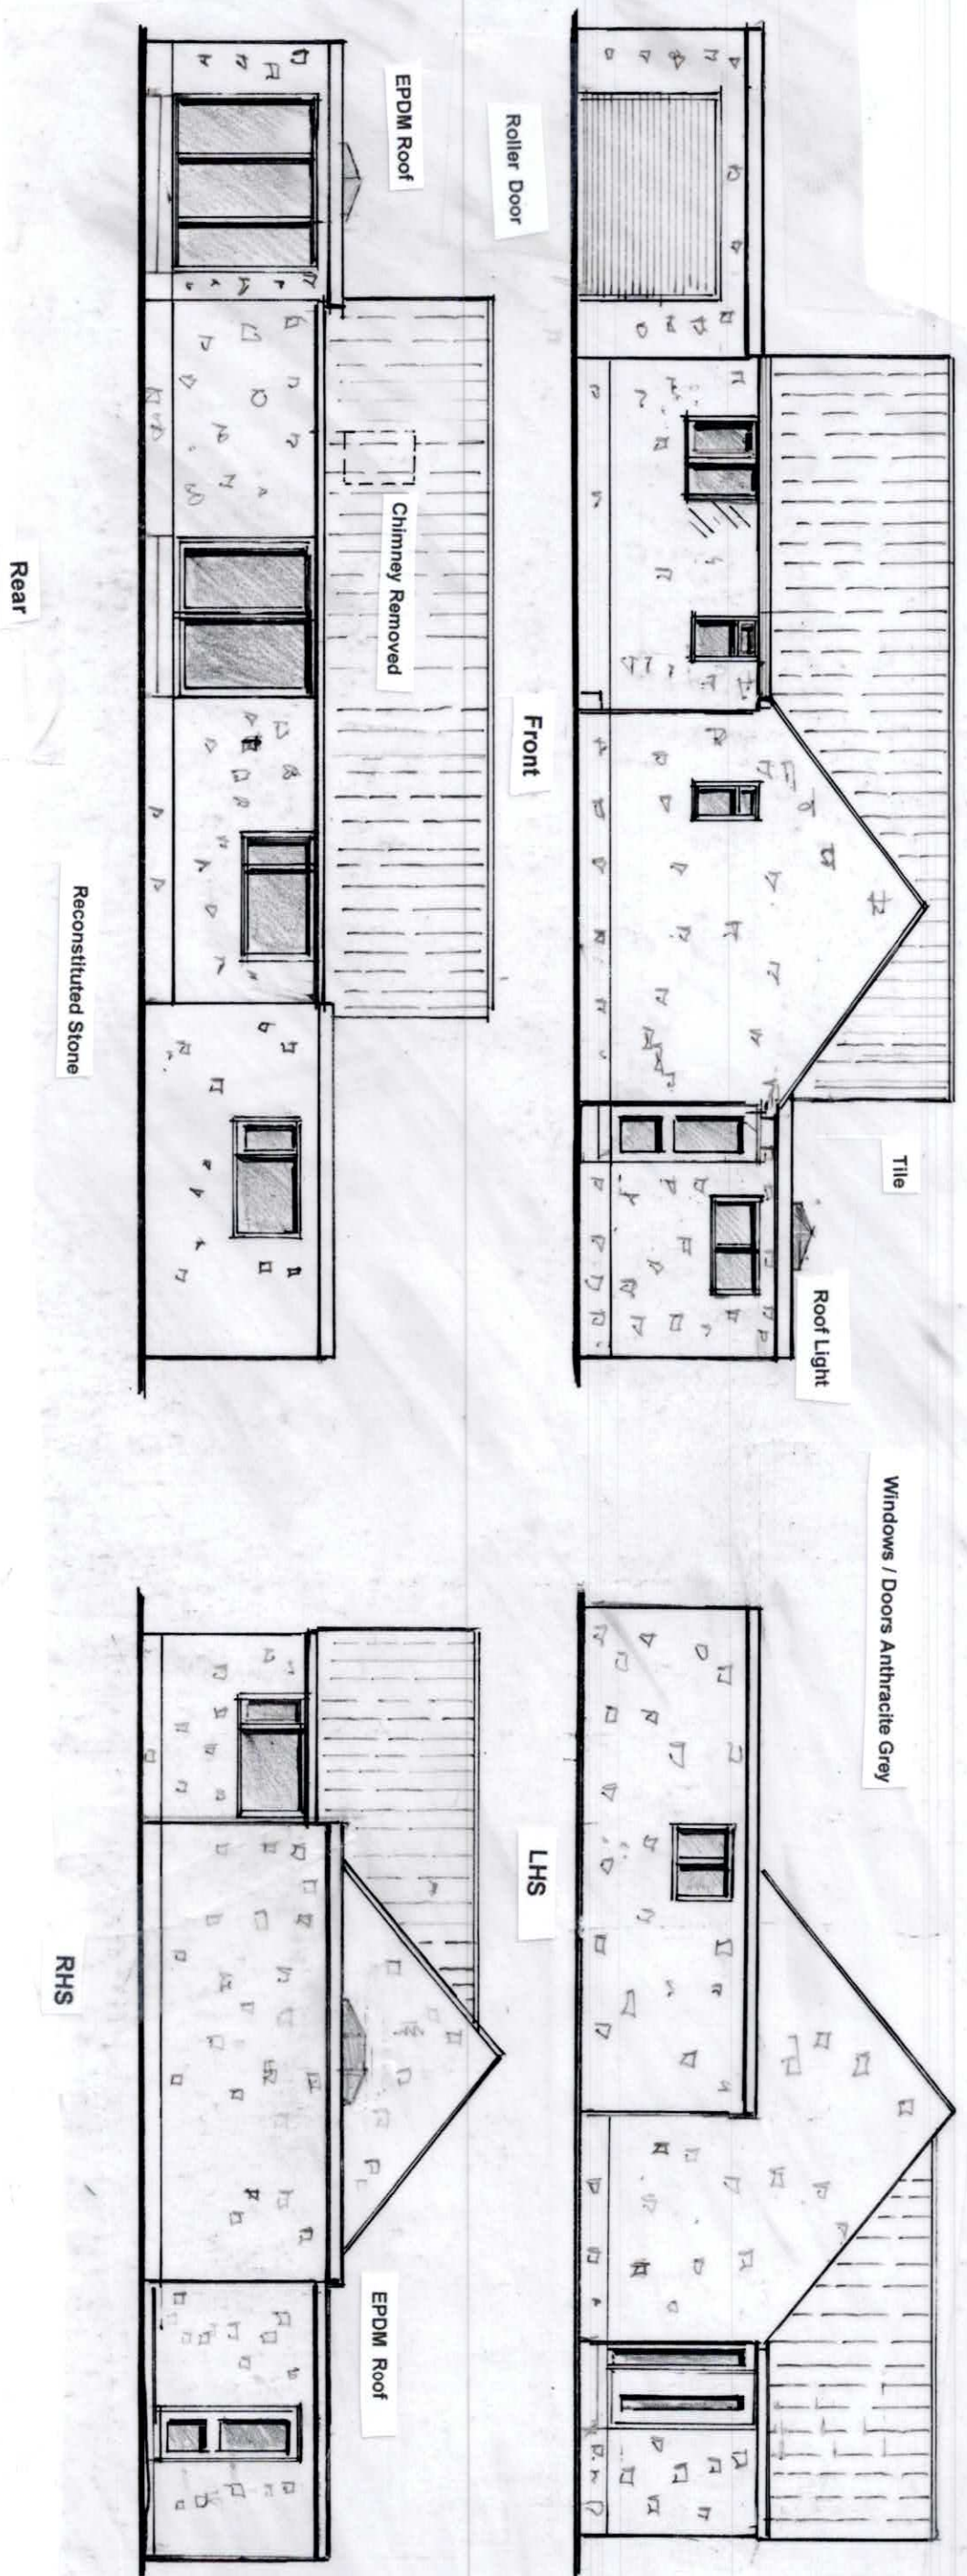 Tile
Roof Light
Windows / Doors Anthracite Grey
Roller Door
Front
LHS
EPDM Roof
Chimney Removed
EPDM Roof
Reconstituted Stone
Rear
RHS